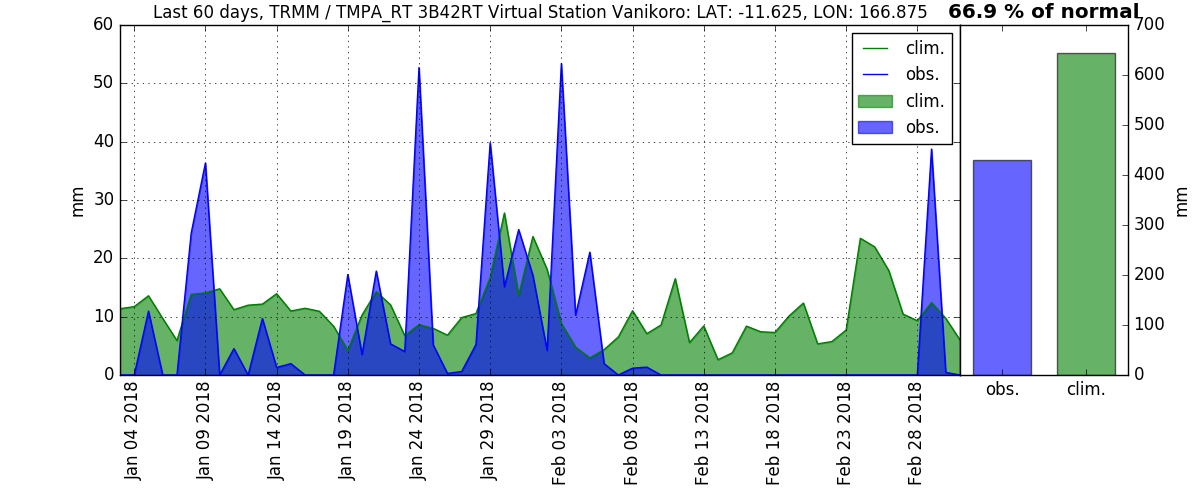 Last 60 days, TRMM / TMPA_RT 3B42RT Virtual Station Vanikoro: LAT: -11.625, LON: 166.875
66.9 % of normal
60
50
40
30
20
10
0
mm
clim.
obs.
clim.
obs.
Jan 04 2018
Jan 09 2018
Jan 14 2018
Jan 19 2018
Jan 24 2018
Jan 29 2018
Feb 03 2018
Feb 08 2018
Feb 13 2018
Feb 18 2018
Feb 23 2018
Feb 28 2018
obs.
clim.
700
600
500
400
300
200
100
0
mm